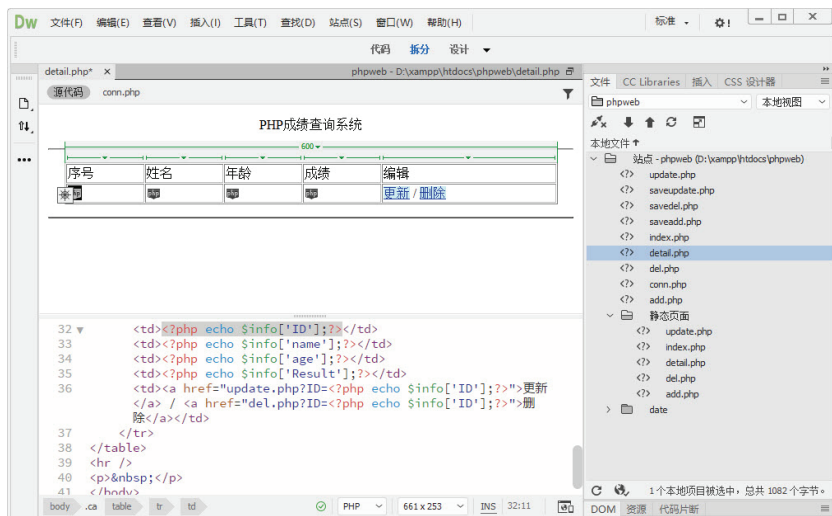 Dw 文件(F) 编辑(E) 查看(V) 插入(I) 工具(T) 查找(D) 站点(S) 窗口(W) 帮助(H) 标准
代码 拆分 设计
detail.php* × phpweb - D:\xampp\htdocs\phpweb\detail.php
源代码 conn.php
PHP成绩查询系统
600
序号 姓名 年龄 成绩 编辑
php php php php 更新 / 删除
32 <td><?php echo $info['ID'];?></td>
33 <td><?php echo $info['name'];?></td>
34 <td><?php echo $info['age'];?></td>
35 <td><?php echo $info['Result'];?></td>
36 <td><a href="update.php?ID=<?php echo $info['ID'];?>">更新
</a> / <a href="del.php?ID=<?php echo $info['ID'];?>">删
除</a></td>
37 </tr>
38 </table>
39 <hr />
40 <p>&nbsp;</p>
41 </body>
body .ca table tr td PHP 661 x 253 INS 32:11
文件 CC Libraries 插入 CSS 设计器
phpweb 本地视图
本地文件
站点 - phpweb (D:\xampp\htdocs\phpweb)
<?> update.php
<?> saveupdate.php
<?> savedel.php
<?> saveadd.php
<?> index.php
<?> detail.php
<?> del.php
<?> conn.php
<?> add.php
静态页面
<?> update.php
<?> index.php
<?> detail.php
<?> del.php
<?> add.php
date
1 个本地项目被选中，总共 1082 个字节。
DOM 资源 代码片断